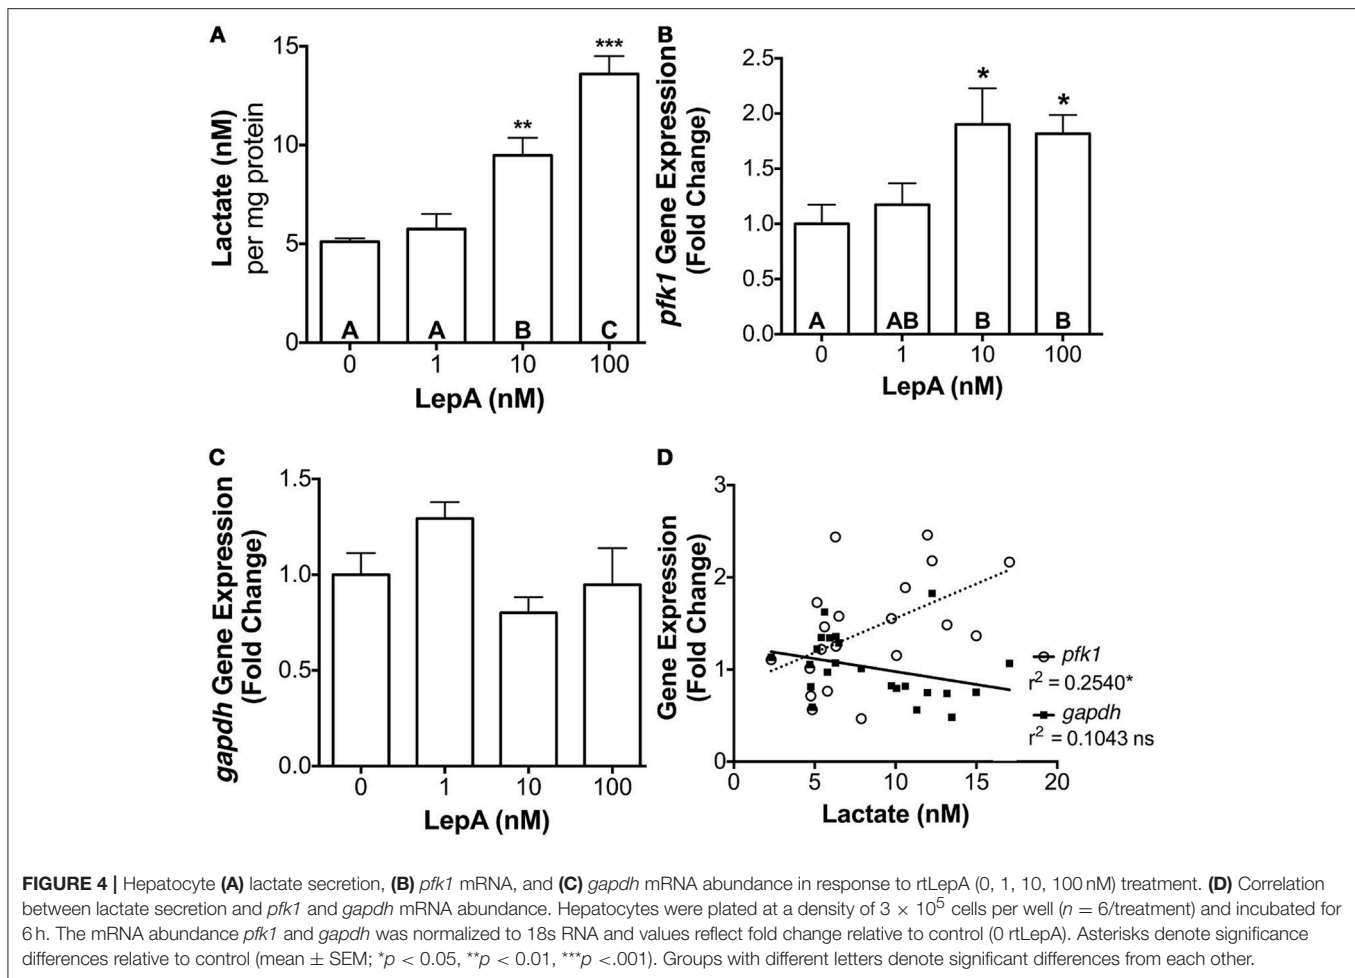 A
Lactate (nM)
per mg protein
15
10
5
0
***
**
A
A
B
C
0
1
10
100
LepA (nM)
B
pfk1 Gene Expression
(Fold Change)
2.5
2.0
1.5
1.0
0.5
0.0
*
*
A
AB
B
B
0
1
10
100
LepA (nM)
C
gapdh Gene Expression
(Fold Change)
1.5
1.0
0.5
0.0
0
1
10
100
LepA (nM)
D
Gene Expression
(Fold Change)
3
2
1
0
0
5
10
15
20
Lactate (nM)
pfk1
r² = 0.2540*
gapdh
r² = 0.1043 ns
FIGURE 4 | Hepatocyte (A) lactate secretion, (B) pfk1 mRNA, and (C) gapdh mRNA abundance in response to rtLepA (0, 1, 10, 100 nM) treatment. (D) Correlation
between lactate secretion and pfk1 and gapdh mRNA abundance. Hepatocytes were plated at a density of 3 × 10⁵ cells per well (n = 6/treatment) and incubated for
6 h. The mRNA abundance pfk1 and gapdh was normalized to 18s RNA and values reflect fold change relative to control (0 rtLepA). Asterisks denote significance
differences relative to control (mean ± SEM; *p < 0.05, **p < 0.01, ***p <.001). Groups with different letters denote significant differences from each other.